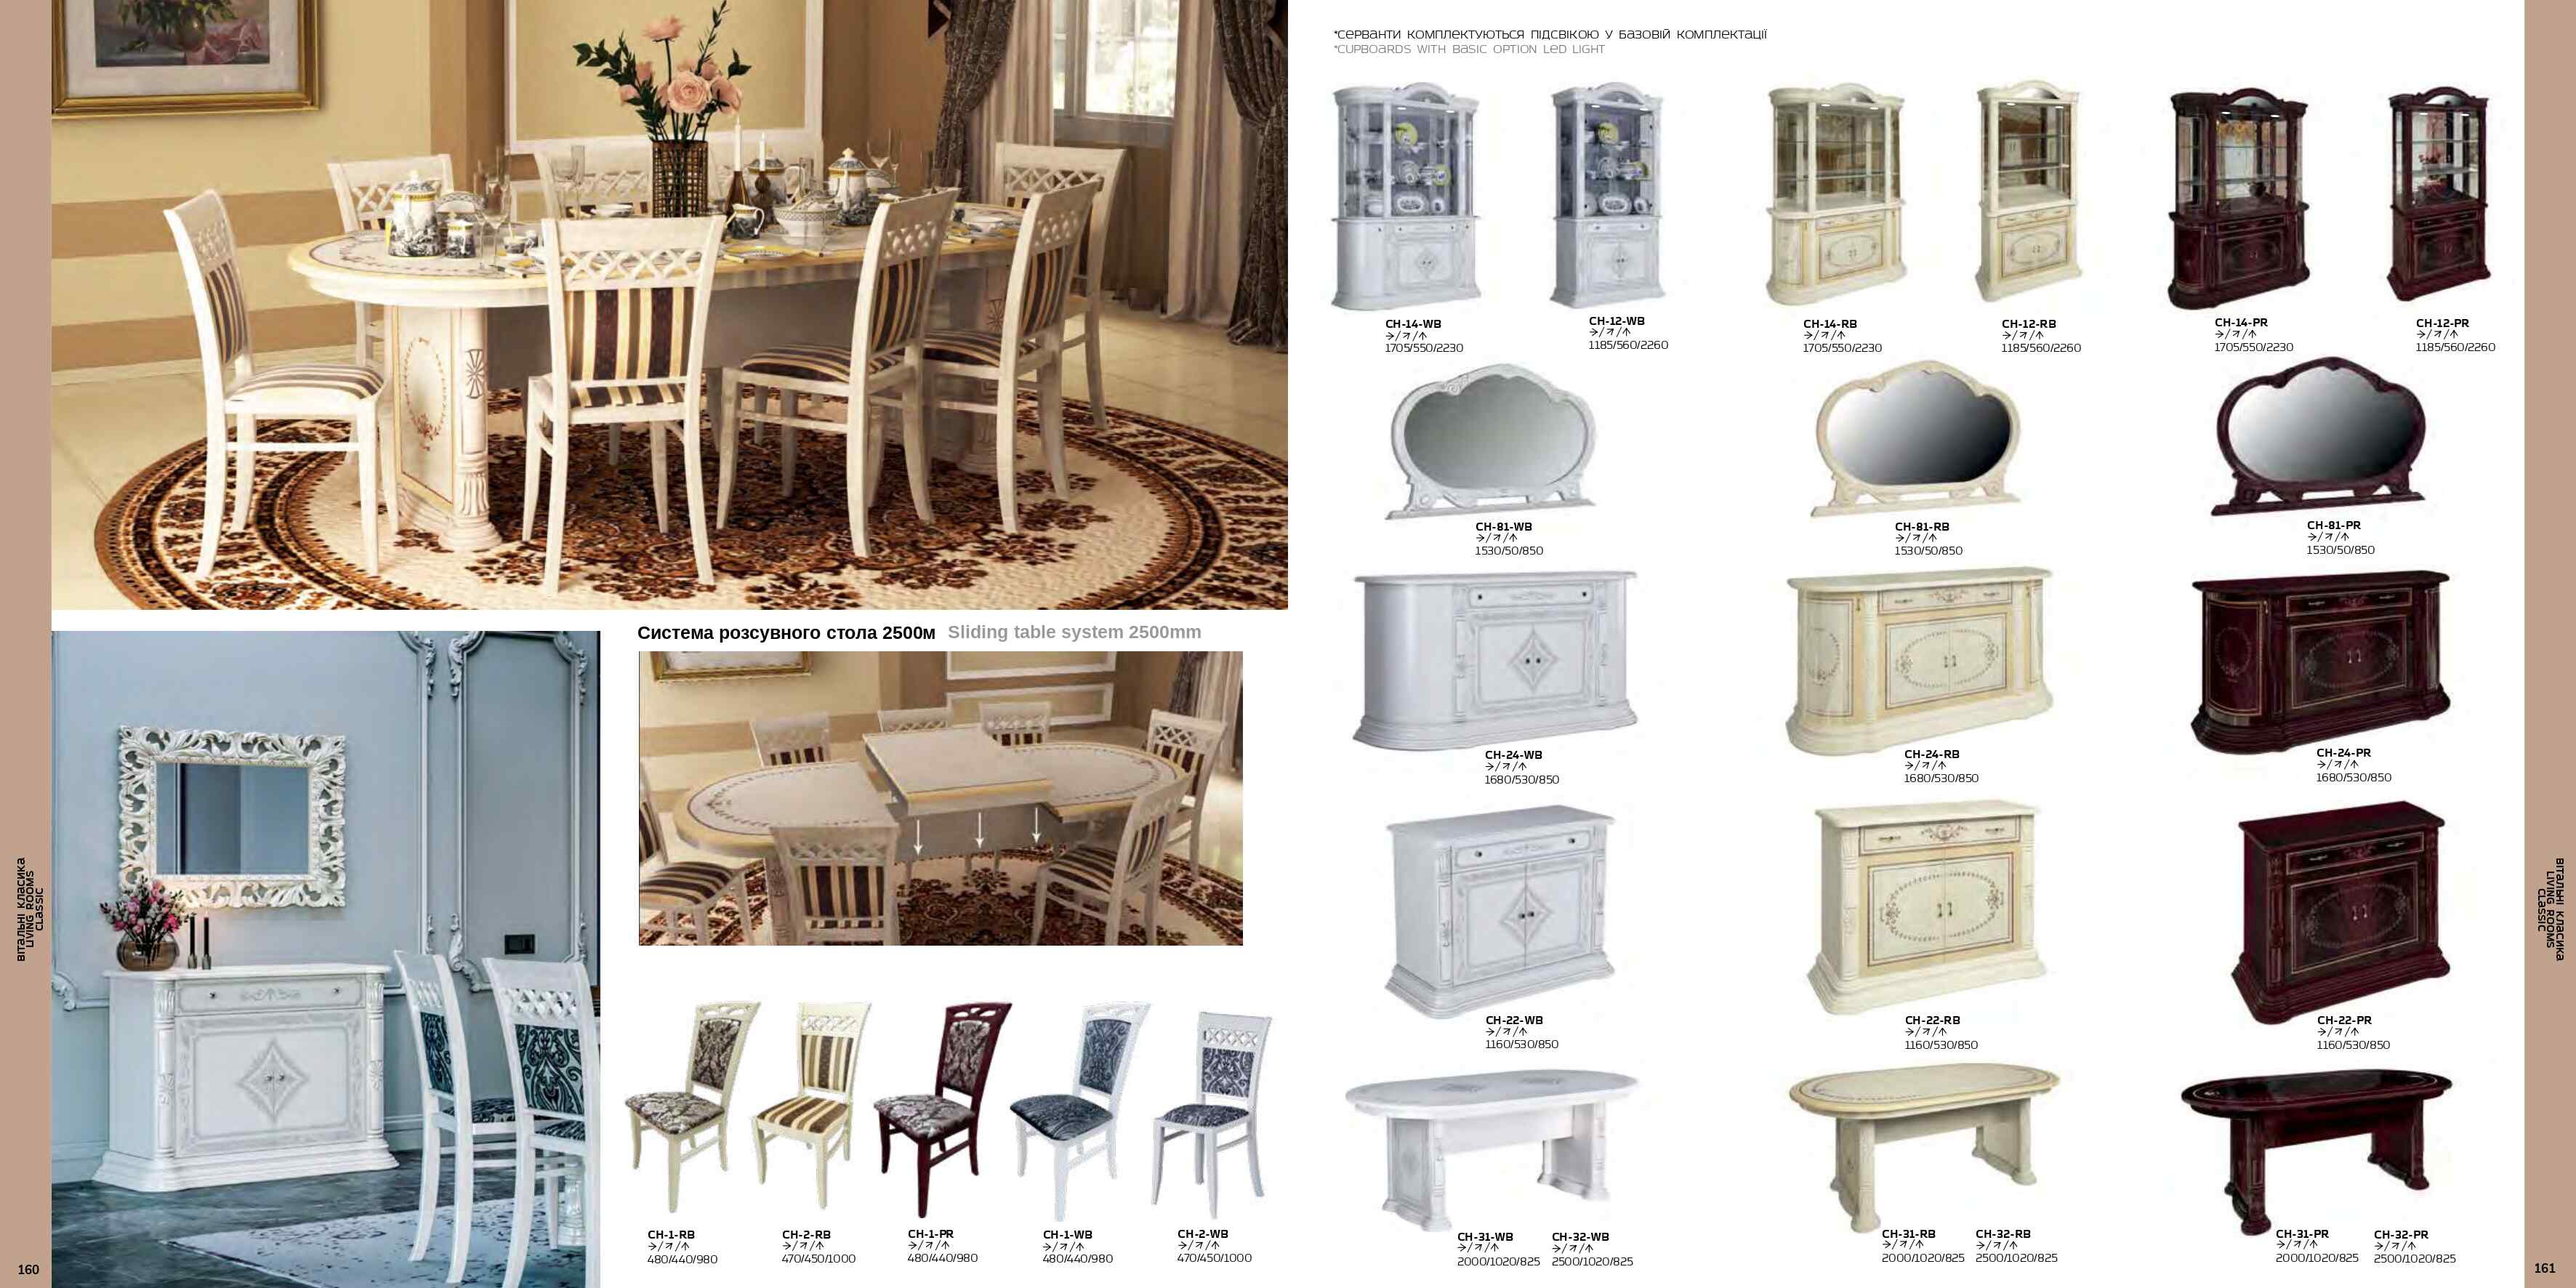 Система розсувного стола 2500м Sliding table system 2500mm
CH-1-RB
→/↗/↑
480/440/980
CH-2-RB
→/↗/↑
470/450/1000
CH-1-PR
→/↗/↑
480/440/980
CH-1-WB
→/↗/↑
480/440/980
CH-2-WB
→/↗/↑
470/450/1000
ВІТАЛЬНІ КЛАСИКА
LIVING ROOMS
CLASSIC
160
*СЕРВАНТИ КОМПЛЕКТУЮТЬСЯ ПІДСВІКОЮ У БАЗОВІЙ КОМПЛЕКТАЦІЇ
*CUPBOARDS WITH BASIC OPTION LED LIGHT
CH-14-WB
→/↗/↑
1705/550/2230
CH-12-WB
→/↗/↑
1185/560/2260
CH-14-RB
→/↗/↑
1705/550/2230
CH-12-RB
→/↗/↑
1185/560/2260
CH-14-PR
→/↗/↑
1705/550/2230
CH-12-PR
→/↗/↑
1185/560/2260
CH-81-WB
→/↗/↑
1530/50/850
CH-81-RB
→/↗/↑
1530/50/850
CH-81-PR
→/↗/↑
1530/50/850
CH-24-WB
→/↗/↑
1680/530/850
CH-24-RB
→/↗/↑
1680/530/850
CH-24-PR
→/↗/↑
1680/530/850
CH-22-WB
→/↗/↑
1160/530/850
CH-22-RB
→/↗/↑
1160/530/850
CH-22-PR
→/↗/↑
1160/530/850
CH-31-WB
→/↗/↑
2000/1020/825
CH-32-WB
→/↗/↑
2500/1020/825
CH-31-RB
→/↗/↑
2000/1020/825
CH-32-RB
→/↗/↑
2500/1020/825
CH-31-PR
→/↗/↑
2000/1020/825
CH-32-PR
→/↗/↑
2500/1020/825
ВІТАЛЬНІ КЛАСИКА
LIVING ROOMS
CLASSIC
161